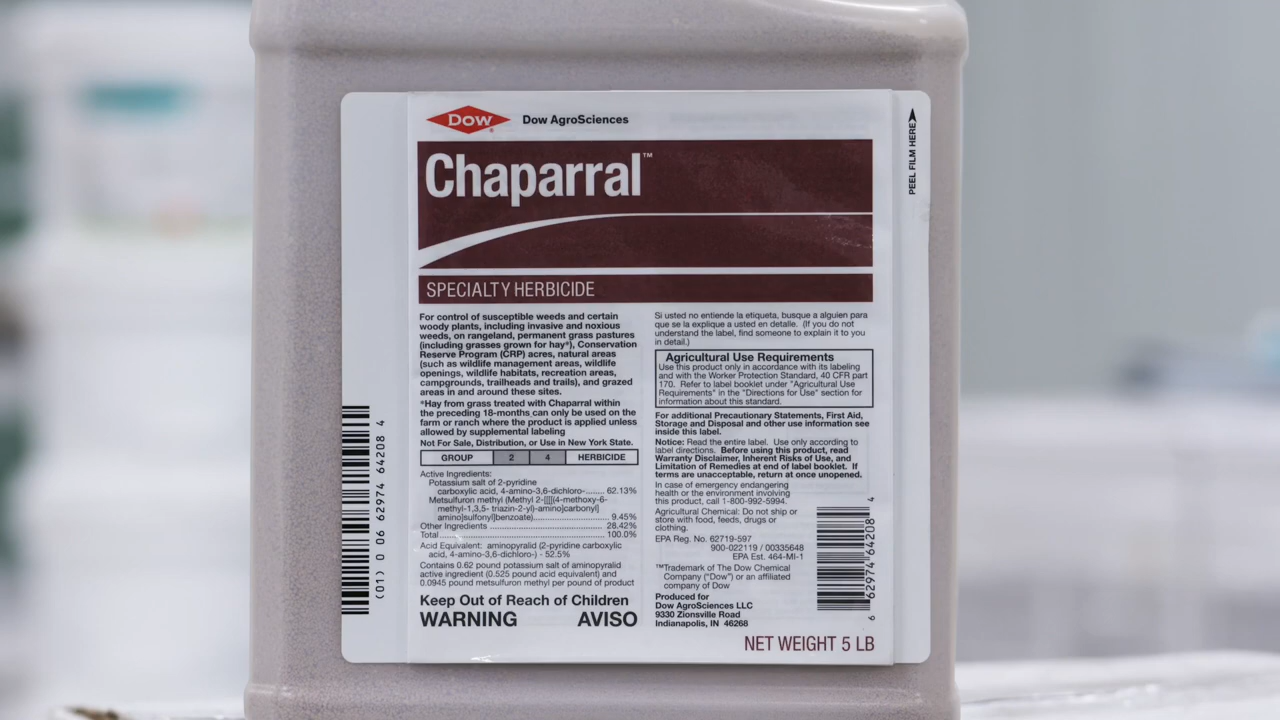 Dow
Dow AgroSciences
PEEL FILM HERE
Chaparral™
SPECIALTY HERBICIDE
For control of susceptible weeds and certain
woody plants, including invasive and noxious
weeds, on rangeland, permanent grass pastures
(including grasses grown for hay*), Conservation
Reserve Program (CRP) acres, natural areas
(such as wildlife management areas, wildlife
openings, wildlife habitats, recreation areas,
campgrounds, trailheads and trails), and grazed
areas in and around these sites.
*Hay from grass treated with Chaparral within
the preceding 18-months can only be used on the
farm or ranch where the product is applied unless
allowed by supplemental labeling
Not For Sale, Distribution, or Use in New York State.
GROUP 2 4 HERBICIDE
Active Ingredients:
Potassium salt of 2-pyridine
carboxylic acid, 4-amino-3,6-dichloro-....... 62.13%
Metsulfuron methyl (Methyl 2-[[[[(4-methoxy-6-
methyl-1,3,5- triazin-2-yl)-amino]carbonyl]
amino]sulfonyl]benzoate)............................ 9.45%
Other Ingredients ........................................... 28.42%
Total.............................................................. 100.0%
Acid Equivalent: aminopyralid (2-pyridine carboxylic
acid, 4-amino-3,6-dichloro-) - 52.5%
Contains 0.62 pound potassium salt of aminopyralid
active ingredient (0.525 pound acid equivalent) and
0.0945 pound metsulfuron methyl per pound of product
Keep Out of Reach of Children
WARNING AVISO
Si usted no entiende la etiqueta, busque a alguien para
que se la explique a usted en detalle. (If you do not
understand the label, find someone to explain it to you
in detail.)
Agricultural Use Requirements
Use this product only in accordance with its labeling
and with the Worker Protection Standard, 40 CFR part
170. Refer to label booklet under "Agricultural Use
Requirements" in the "Directions for Use" section for
information about this standard.
For additional Precautionary Statements, First Aid,
Storage and Disposal and other use information see
inside this label.
Notice: Read the entire label. Use only according to
label directions. Before using this product, read
Warranty Disclaimer, Inherent Risks of Use, and
Limitation of Remedies at end of label booklet. If
terms are unacceptable, return at once unopened.
In case of emergency endangering
health or the environment involving
this product, call 1-800-992-5994.
Agricultural Chemical: Do not ship or
store with food, feeds, drugs or
clothing.
EPA Reg. No. 62719-597
900-022119 / 00335648
EPA Est. 464-MI-1
™Trademark of The Dow Chemical
Company ("Dow") or an affiliated
company of Dow
Produced for
Dow AgroSciences LLC
9330 Zionsville Road
Indianapolis, IN 46268
NET WEIGHT 5 LB
(01) 0 06 62974 64208 4
6 62974 64208 4